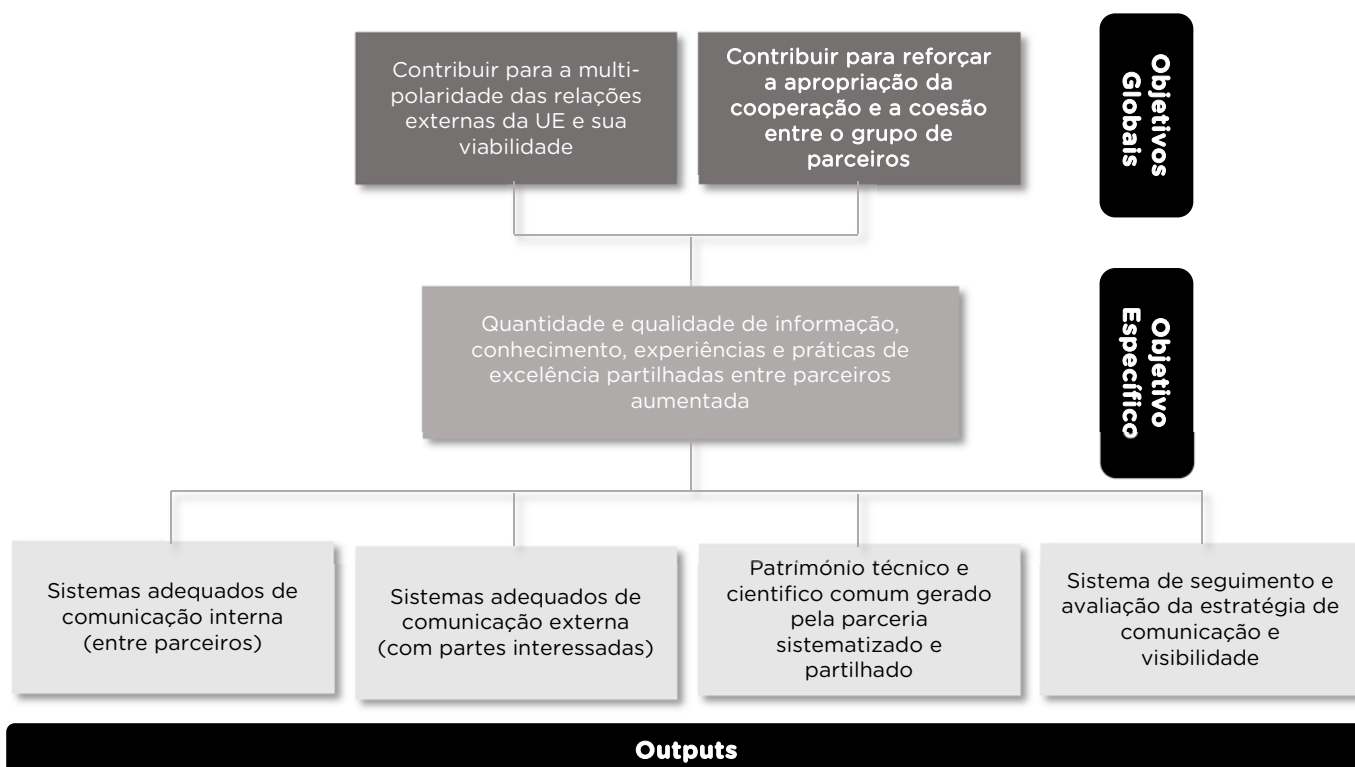 Contribuir para a multi-
polaridade das relações
externas da UE e sua
viabilidade
Contribuir para reforçar
a apropriação da
cooperação e a coesão
entre o grupo de
parceiros
Objetivos
Globais
Quantidade e qualidade de informação,
conhecimento, experiências e práticas de
excelência partilhadas entre parceiros
aumentada
Objetivo
Específico
Sistemas adequados de
comunicação interna
(entre parceiros)
Sistemas adequados de
comunicação externa
(com partes interessadas)
Património técnico e
cientifico comum gerado
pela parceria
sistematizado e
partilhado
Sistema de seguimento e
avaliação da estratégia de
comunicação e
visibilidade
Outputs